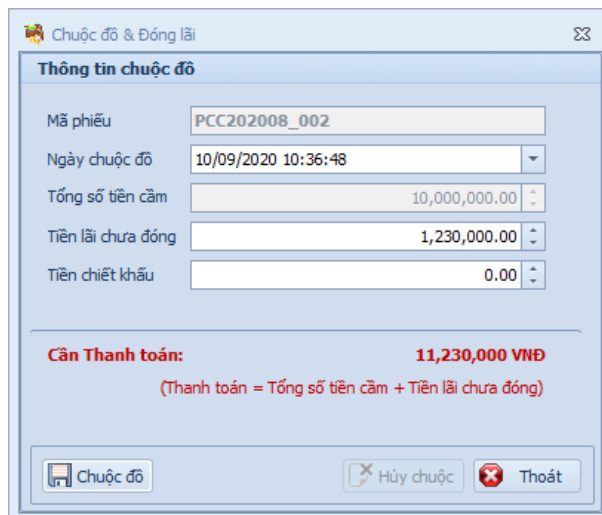 Chuộc đồ & Đóng lãi
Thông tin chuộc đồ
Mã phiếu PCC202008_002
Ngày chuộc đồ 10/09/2020 10:36:48
Tổng số tiền cầm 10,000,000.00
Tiền lãi chưa đóng 1,230,000.00
Tiền chiết khấu 0.00
Cần Thanh toán: 11,230,000 VNĐ
(Thanh toán = Tổng số tiền cầm + Tiền lãi chưa đóng)
Chuộc đồ Hủy chuộc Thoát